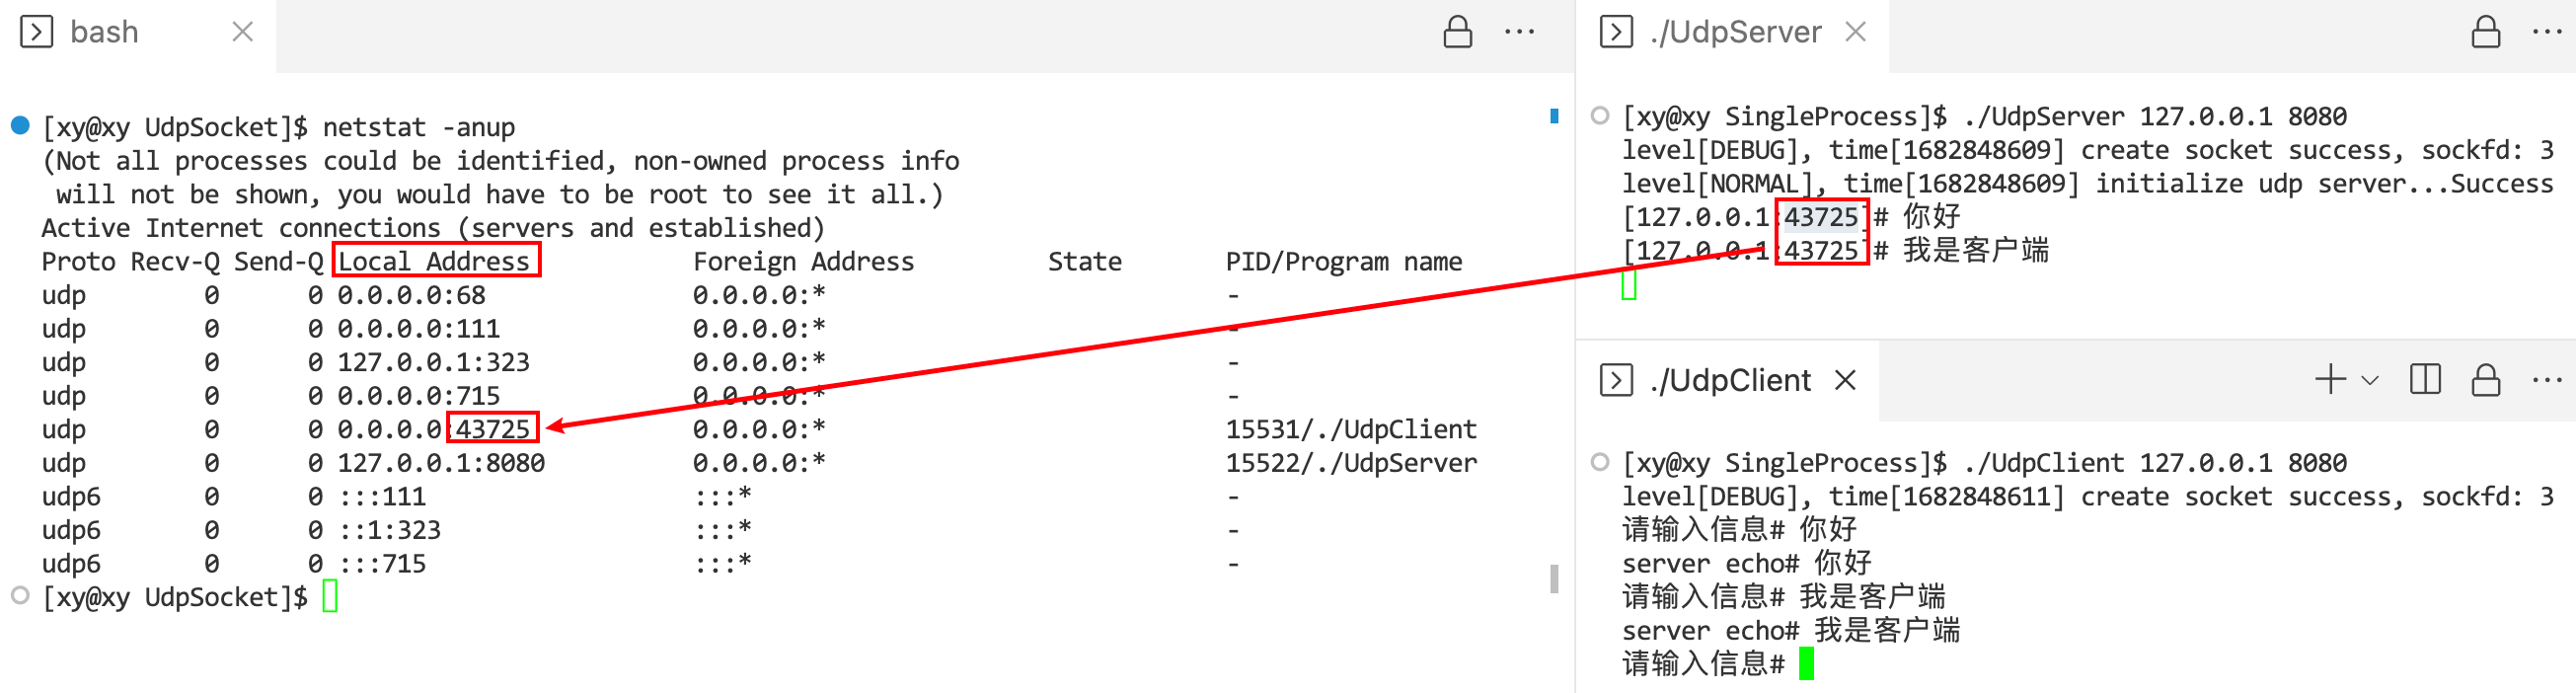 bash
[xy@xy UdpSocket]$ netstat -anup
(Not all processes could be identified, non-owned process info
will not be shown, you would have to be root to see it all.)
Active Internet connections (servers and established)
Proto Recv-Q Send-Q Local Address Foreign Address State PID/Program name
udp 0 0 0.0.0.0:68 0.0.0.0:* -
udp 0 0 0.0.0.0:111 0.0.0.0:* -
udp 0 0 127.0.0.1:323 0.0.0.0:* -
udp 0 0 0.0.0.0:715 0.0.0.0:* -
udp 0 0 0.0.0.0:43725 0.0.0.0:* 15531/./UdpClient
udp 0 0 127.0.0.1:8080 0.0.0.0:* 15522/./UdpServer
udp6 0 0 :::111 :::* -
udp6 0 0 ::1:323 :::* -
udp6 0 0 :::715 :::* -
[xy@xy UdpSocket]$
./UdpServer
[xy@xy SingleProcess]$ ./UdpServer 127.0.0.1 8080
level[DEBUG], time[1682848609] create socket success, sockfd: 3
level[NORMAL], time[1682848609] initialize udp server...Success
[127.0.0.1:43725]# 你好
[127.0.0.1:43725]# 我是客户端
./UdpClient
[xy@xy SingleProcess]$ ./UdpClient 127.0.0.1 8080
level[DEBUG], time[1682848611] create socket success, sockfd: 3
请输入信息# 你好
server echo# 你好
请输入信息# 我是客户端
server echo# 我是客户端
请输入信息#